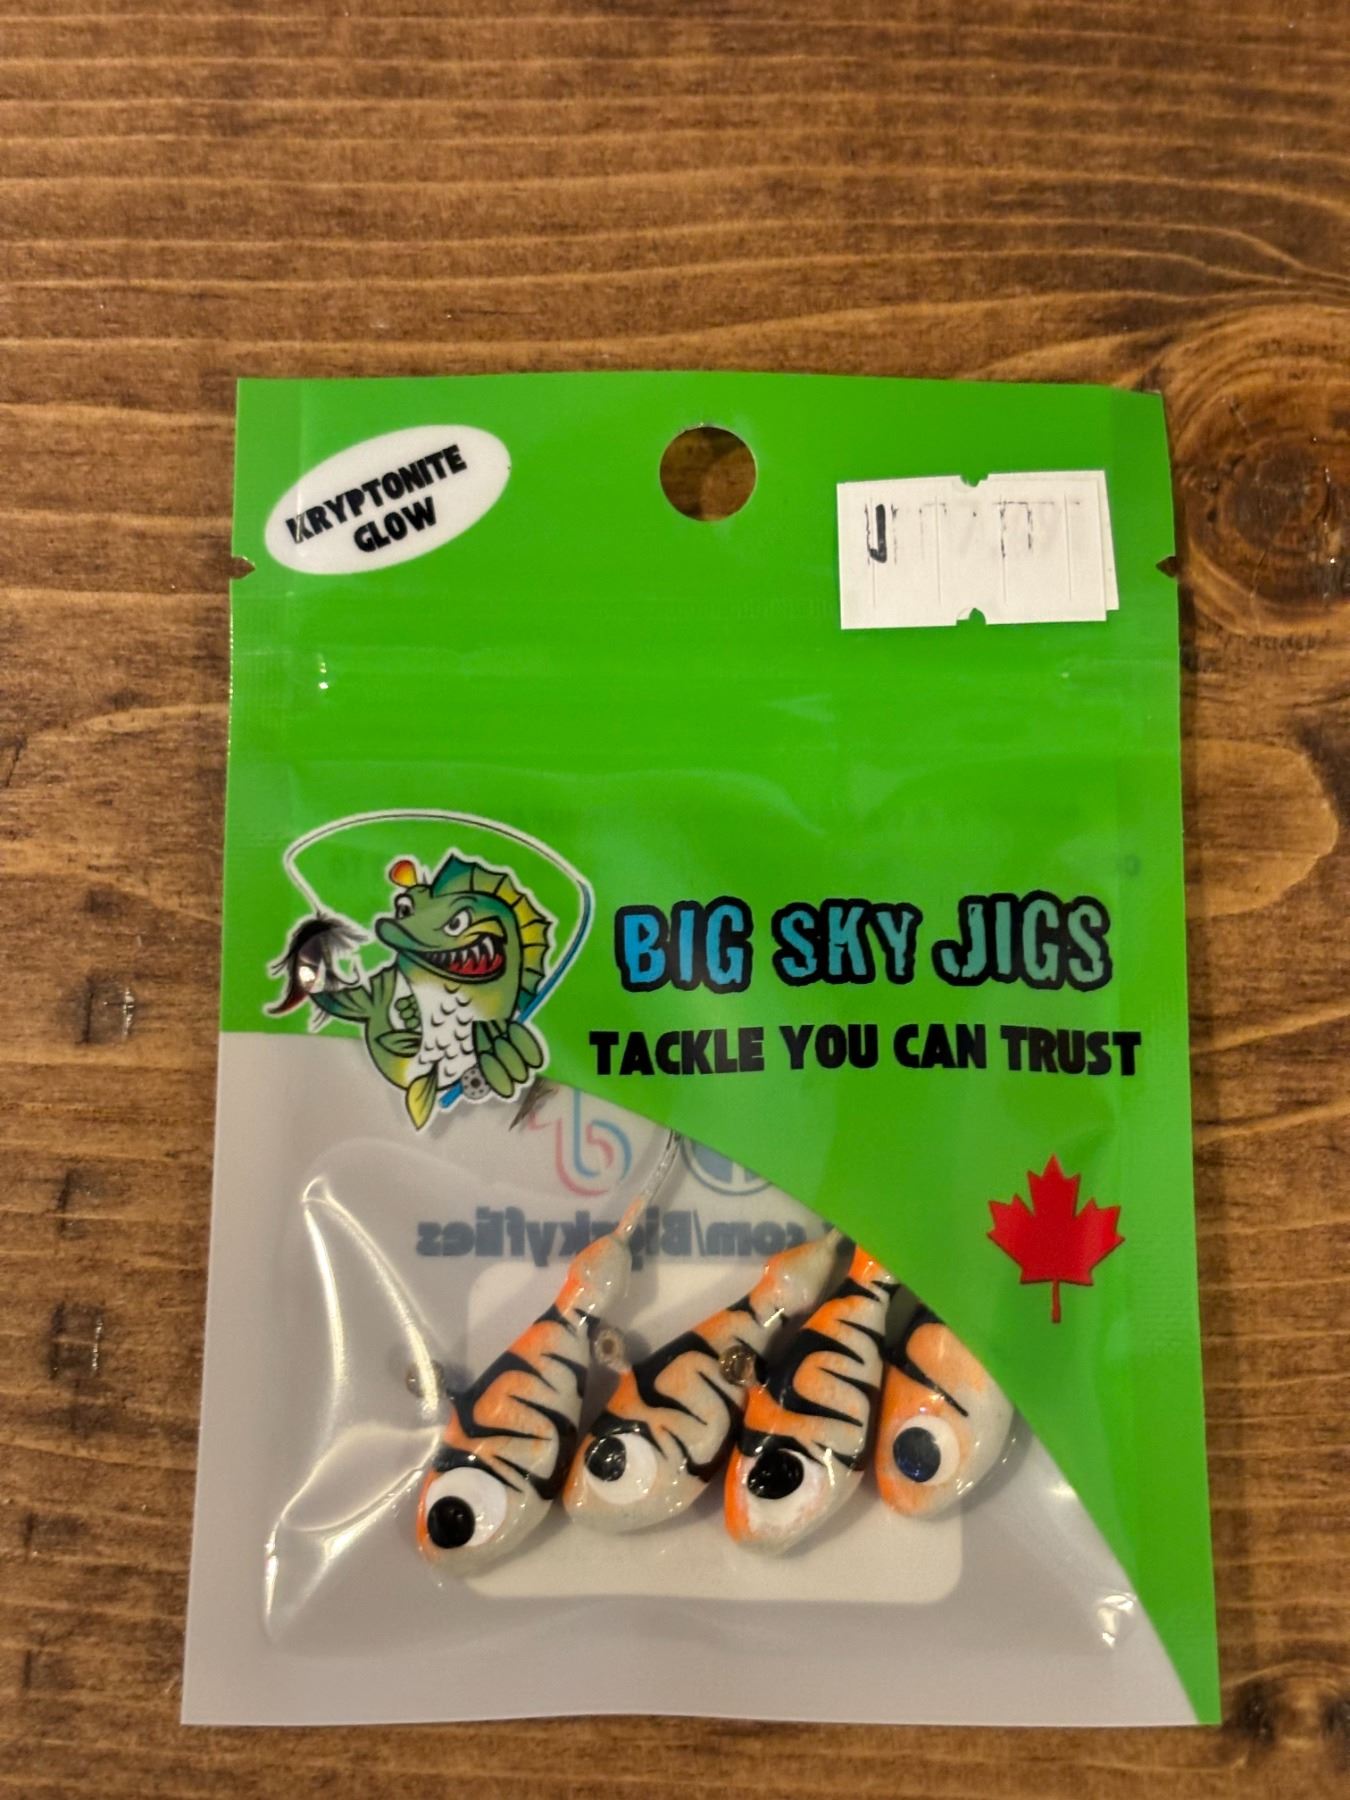 KRYPTONITE
GLOW
BIG SKY JIGS
TACKLE YOU CAN TRUST